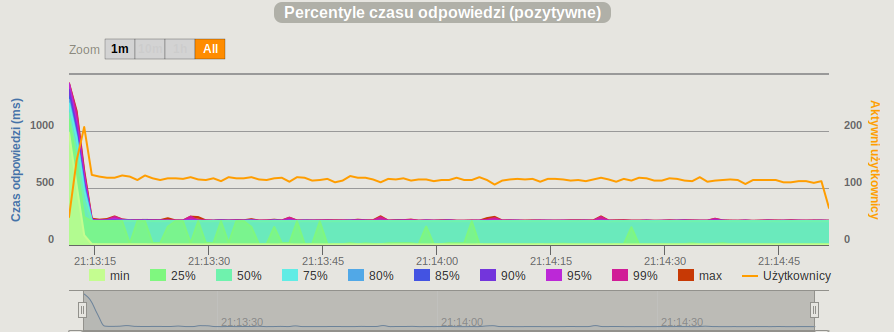 Percentyle czasu odpowiedzi (pozytywne)
Zoom 1m 10m 1h All
Czas odpowiedzi (ms)
1000
500
0
200
100
0
Aktywni użytkownicy
21:13:15 21:13:30 21:13:45 21:14:00 21:14:15 21:14:30 21:14:45
min 25% 50% 75% 80% 85% 90% 95% 99% max Użytkownicy
21:13:30 21:14:00 21:14:30